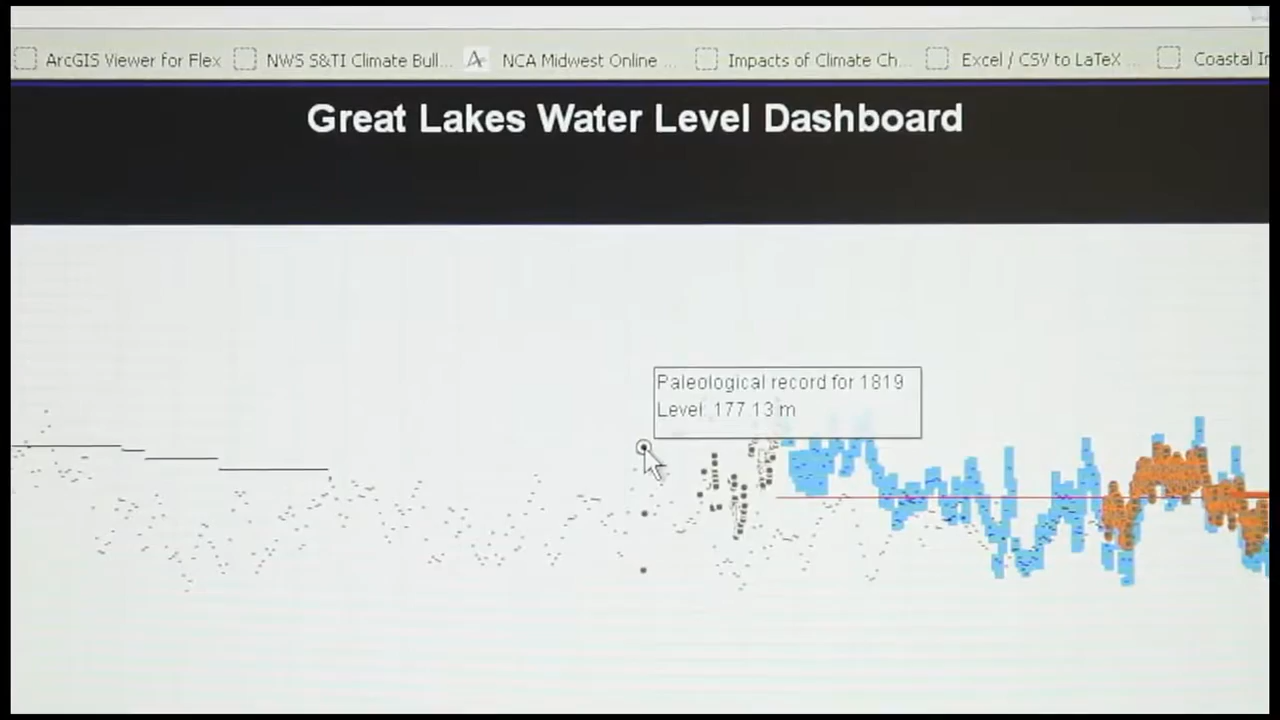 ArcGIS Viewer for Flex
NWS S&TI Climate Bull...
NCA Midwest Online ...
Impacts of Climate Ch...
Excel / CSV to LaTeX ...
Coastal
Great Lakes Water Level Dashboard
Paleological record for 1819
Level: 177.13 m